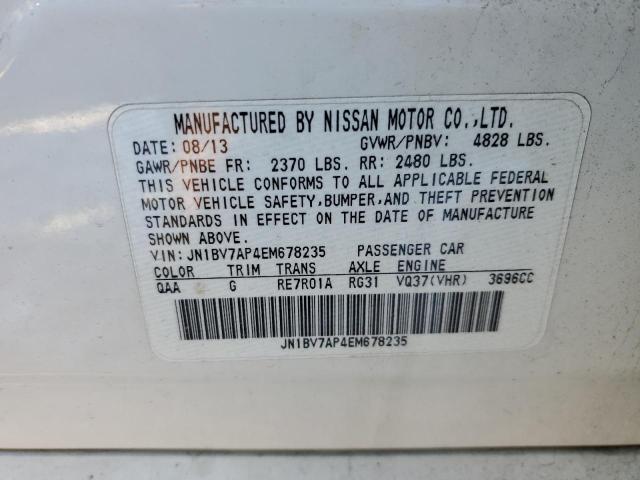 MANUFACTURED BY NISSAN MOTOR CO.,LTD.
DATE: 08/13 GVWR/PNBV: 4828 LBS.
GAWR/PNBE FR: 2370 LBS. RR: 2480 LBS.
THIS VEHICLE CONFORMS TO ALL APPLICABLE FEDERAL
MOTOR VEHICLE SAFETY,BUMPER,AND THEFT PREVENTION
STANDARDS IN EFFECT ON THE DATE OF MANUFACTURE
SHOWN ABOVE.
VIN: JN1BV7AP4EM678235 PASSENGER CAR
COLOR TRIM TRANS AXLE ENGINE
QAA G RE7R01A RG31 VQ37(VHR) 3696CC
JN1BV7AP4EM678235